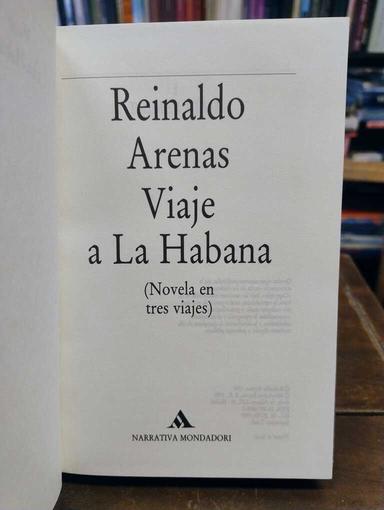 Reinaldo
Arenas
Viaje
a La Habana
(Novela en
tres viajes)
NARRATIVA MONDADORI